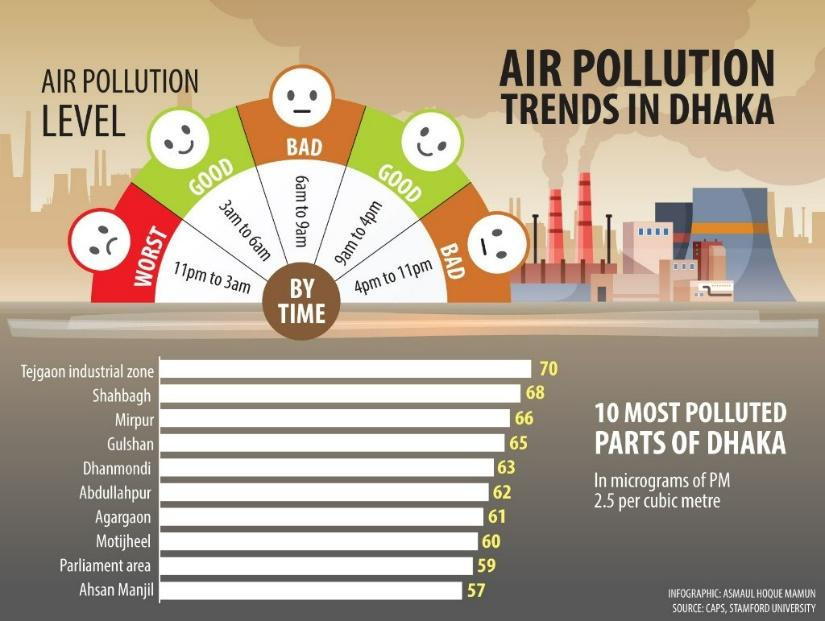 AIR POLLUTION
LEVEL
AIR POLLUTION
TRENDS IN DHAKA
WORST
GOOD
BAD
GOOD
BAD
11pm to 3am
3am to 6am
6am to 9am
9am to 4pm
4pm to 11pm
BY
TIME
Tejgaon industrial zone 70
Shahbagh 68
Mirpur 66
Gulshan 65
Dhanmondi 63
Abdullahpur 62
Agargaon 61
Motijheel 60
Parliament area 59
Ahsan Manjil 57
10 MOST POLLUTED
PARTS OF DHAKA
In micrograms of PM
2.5 per cubic metre
INFOGRAPHIC: ASMAUL HOQUE MAMUN
SOURCE: CAPS, STAMFORD UNIVERSITY